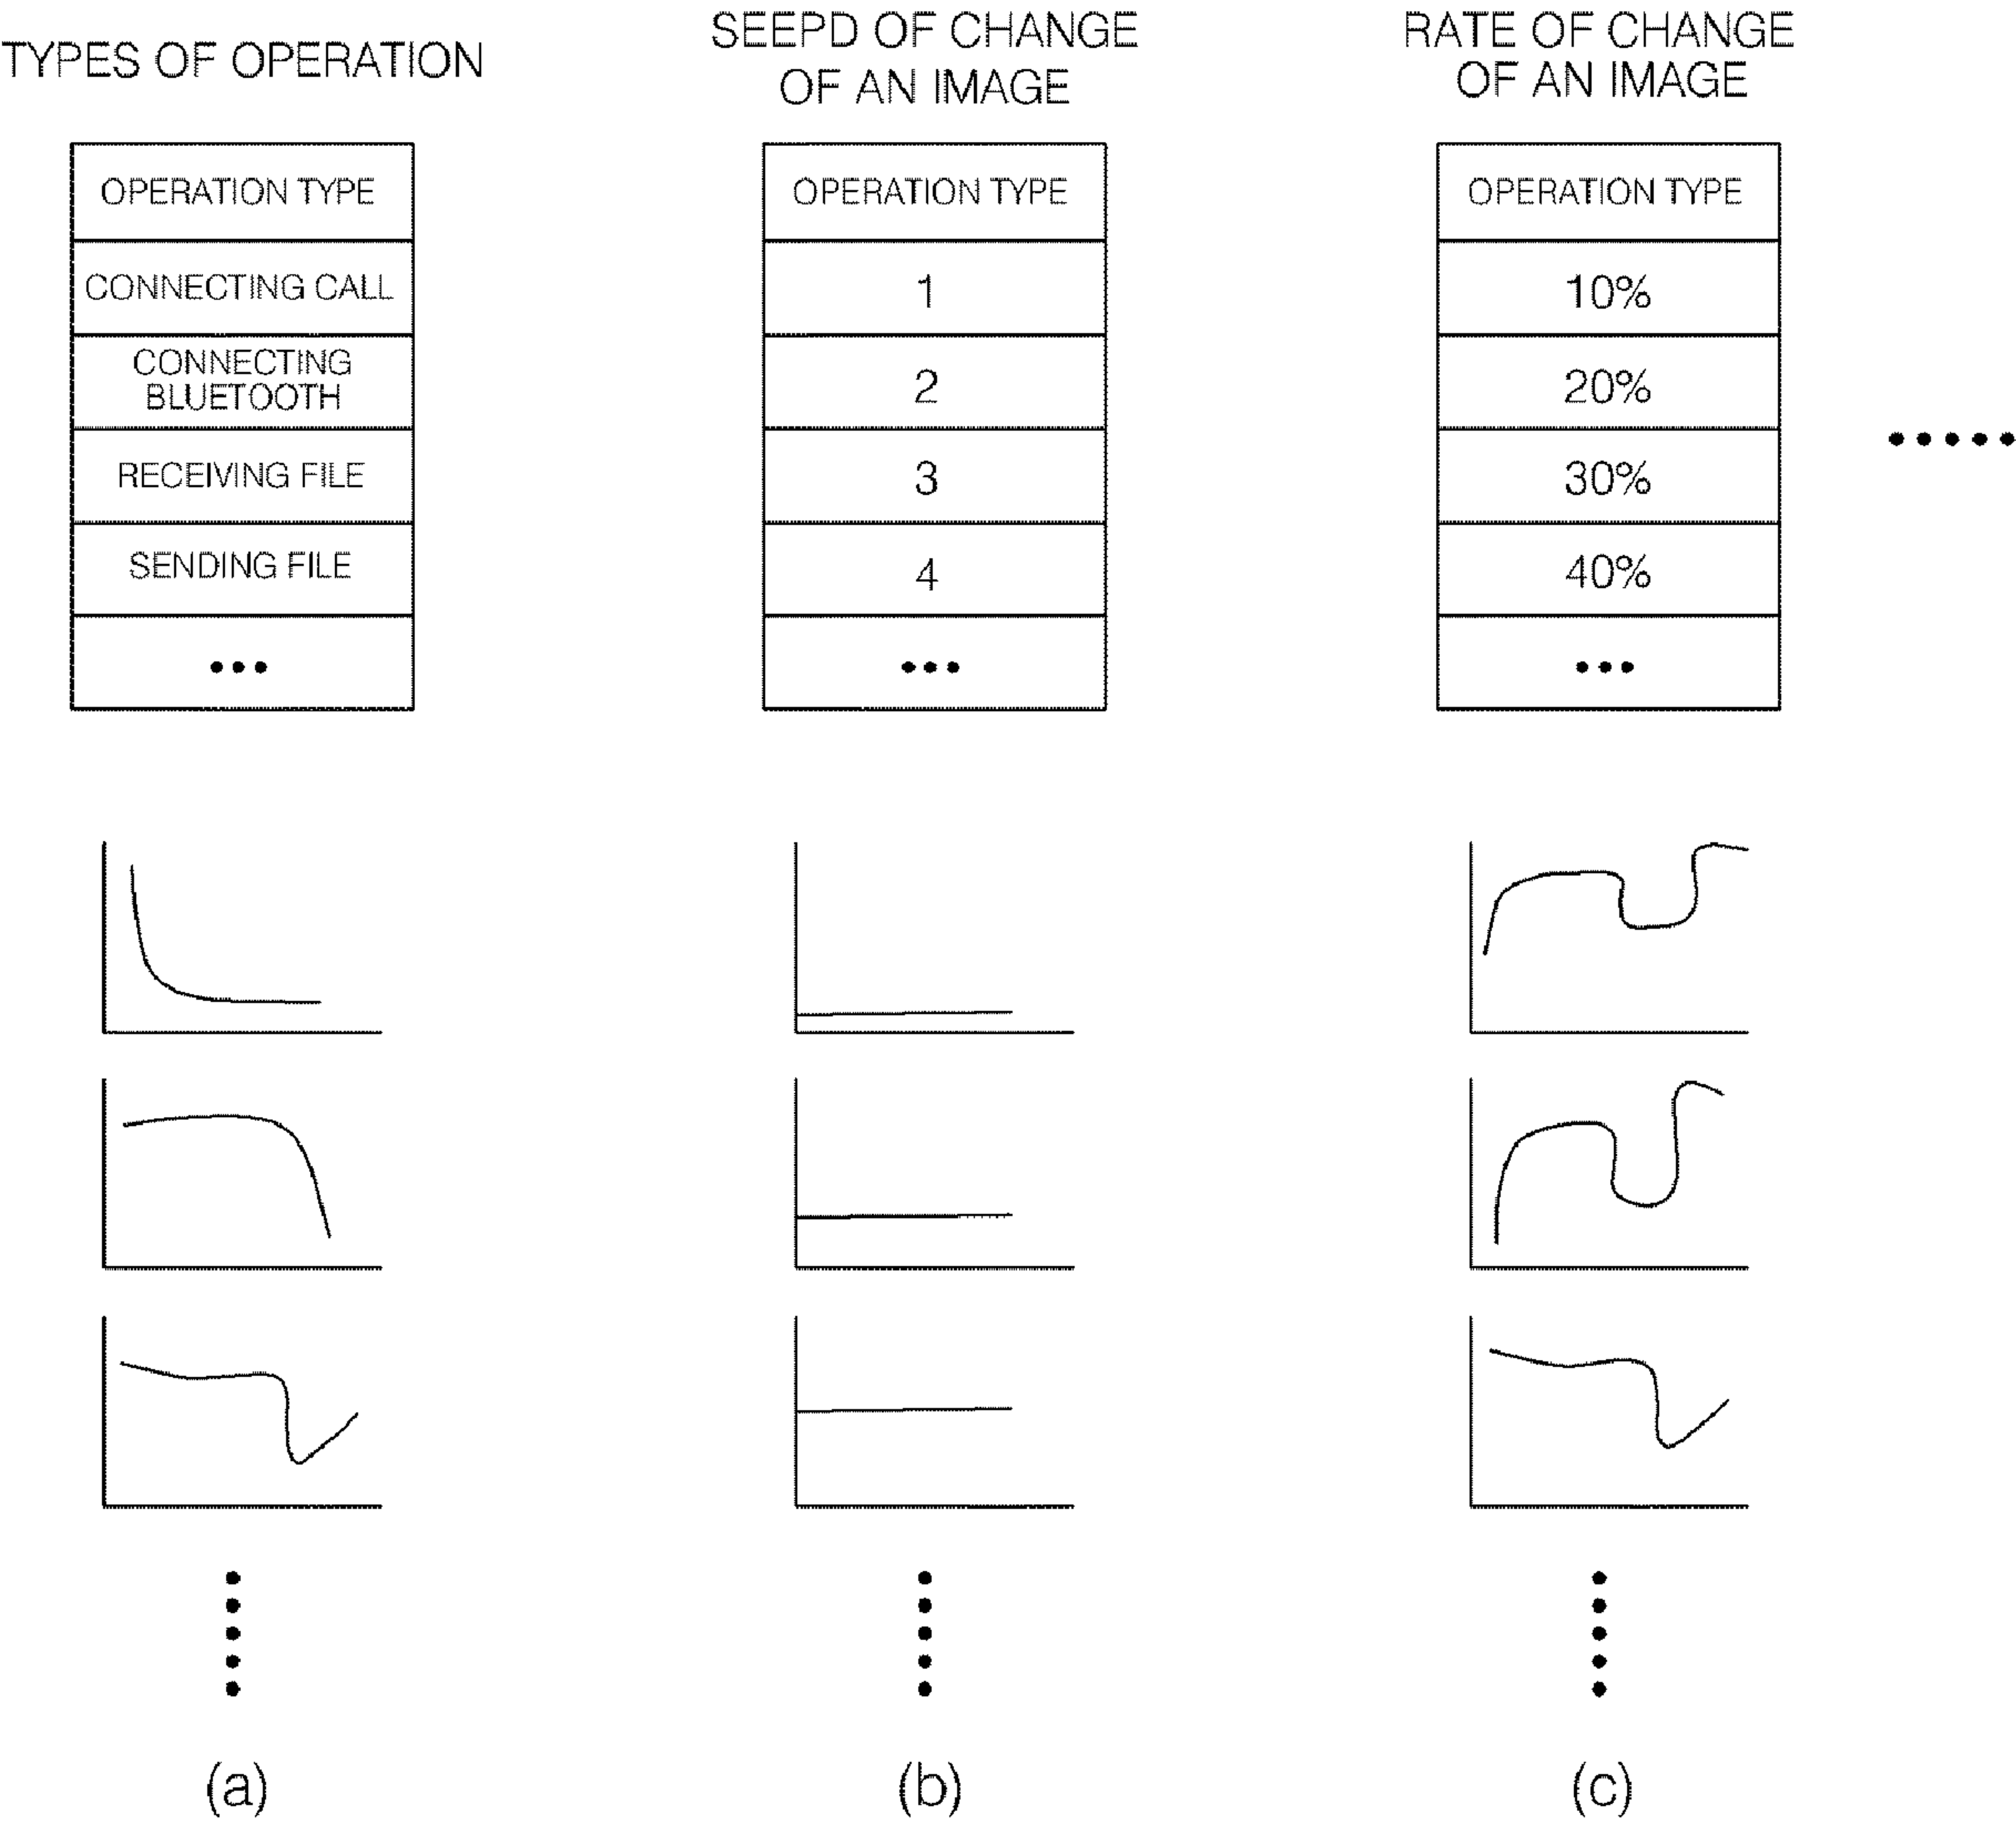 TYPES OF OPERATION
SEEPD OF CHANGE
OF AN IMAGE
RATE OF CHANGE
OF AN IMAGE
OPERATION TYPE
CONNECTING CALL
CONNECTING
BLUETOOTH
RECEIVING FILE
SENDING FILE
•••
OPERATION TYPE
1
2
3
4
•••
OPERATION TYPE
10%
20%
30%
40%
•••
•••••
(a)
(b)
(c)